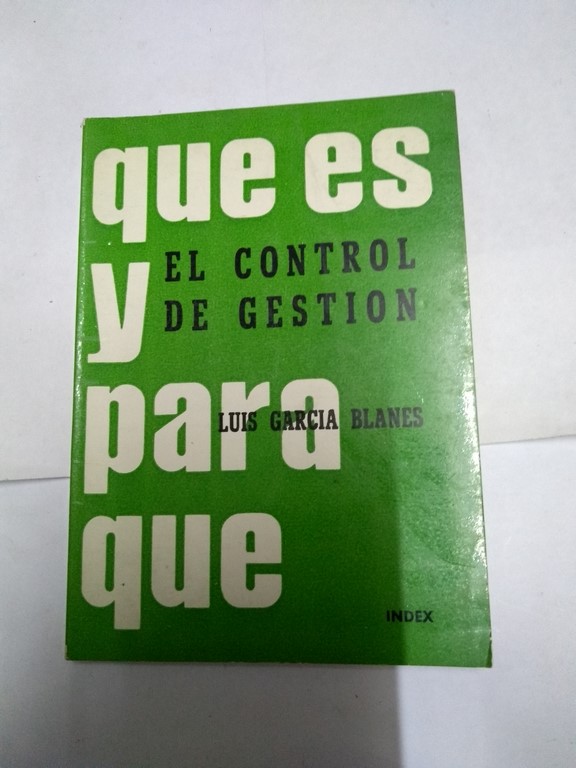 que es
EL CONTROL
y
DE GESTION
para
LUIS GARCIA BLANES
que
INDEX